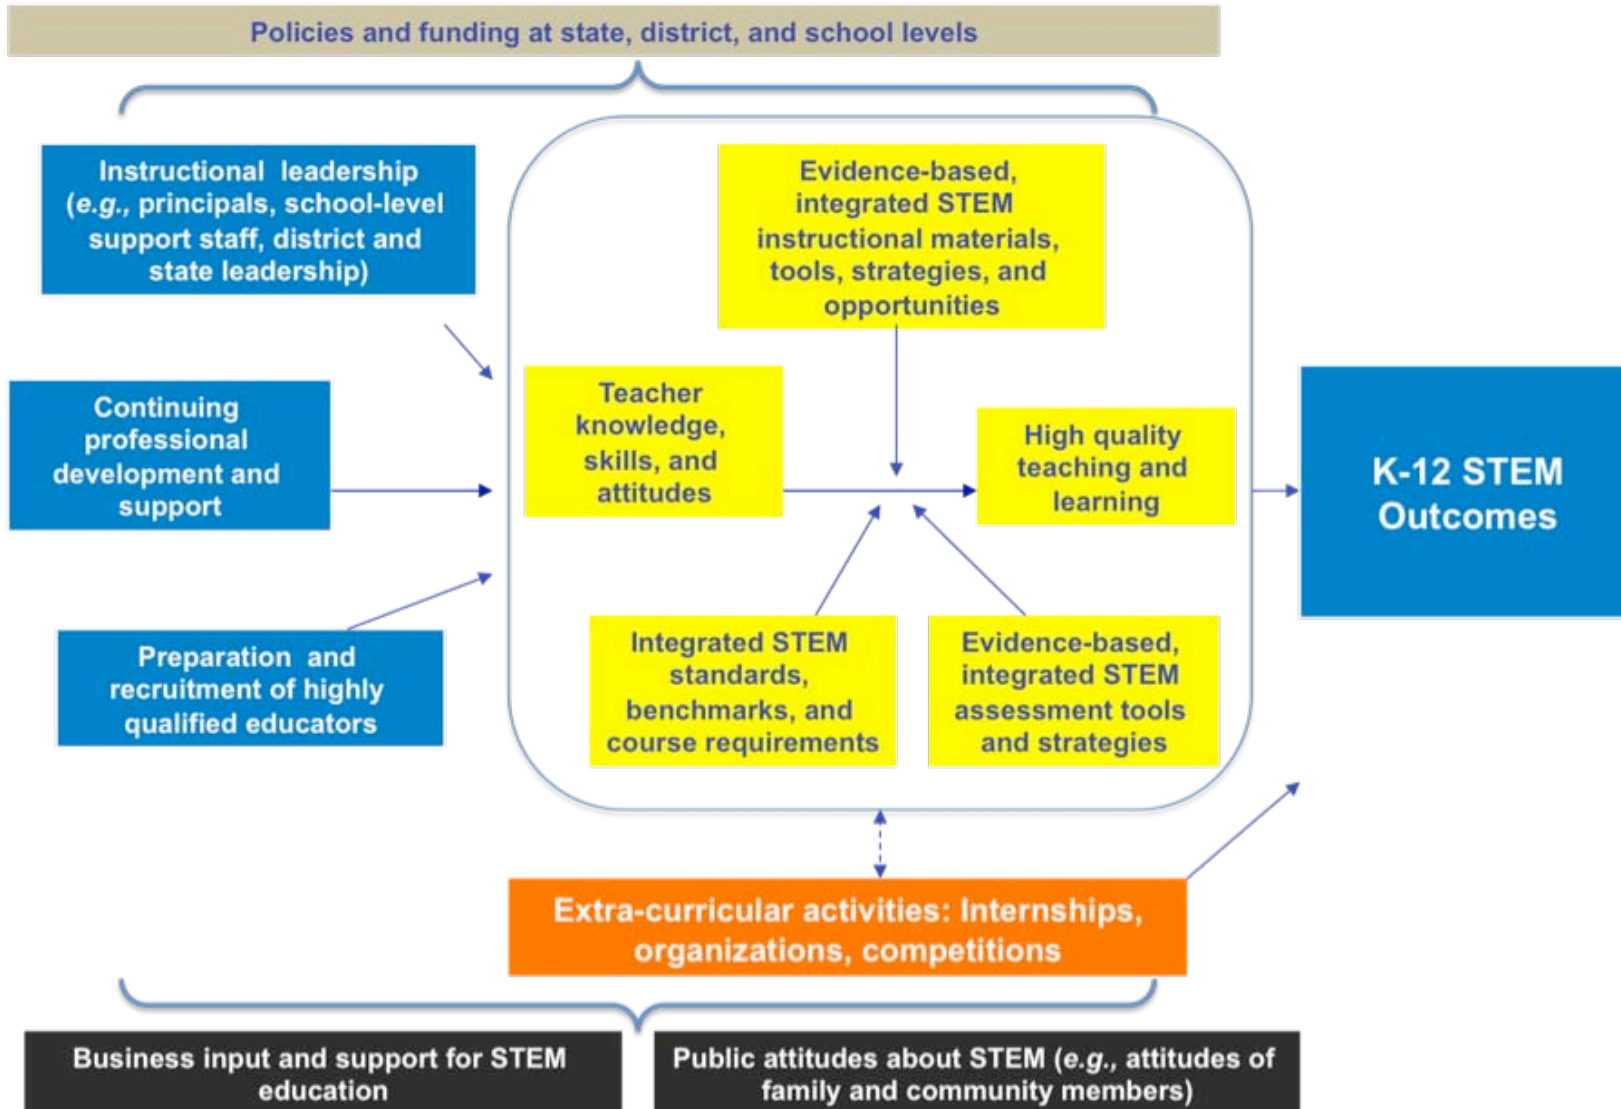 Policies and funding at state, district, and school levels
Instructional leadership
(e.g., principals, school-level
support staff, district and
state leadership)
Evidence-based,
integrated STEM
instructional materials,
tools, strategies, and
opportunities
Continuing
professional
development and
support
Teacher
knowledge,
skills, and
attitudes
High quality
teaching and
learning
K-12 STEM
Outcomes
Preparation and
recruitment of highly
qualified educators
Integrated STEM
standards,
benchmarks, and
course requirements
Evidence-based,
integrated STEM
assessment tools
and strategies
Extra-curricular activities: Internships,
organizations, competitions
Business input and support for STEM
education
Public attitudes about STEM (e.g., attitudes of
family and community members)